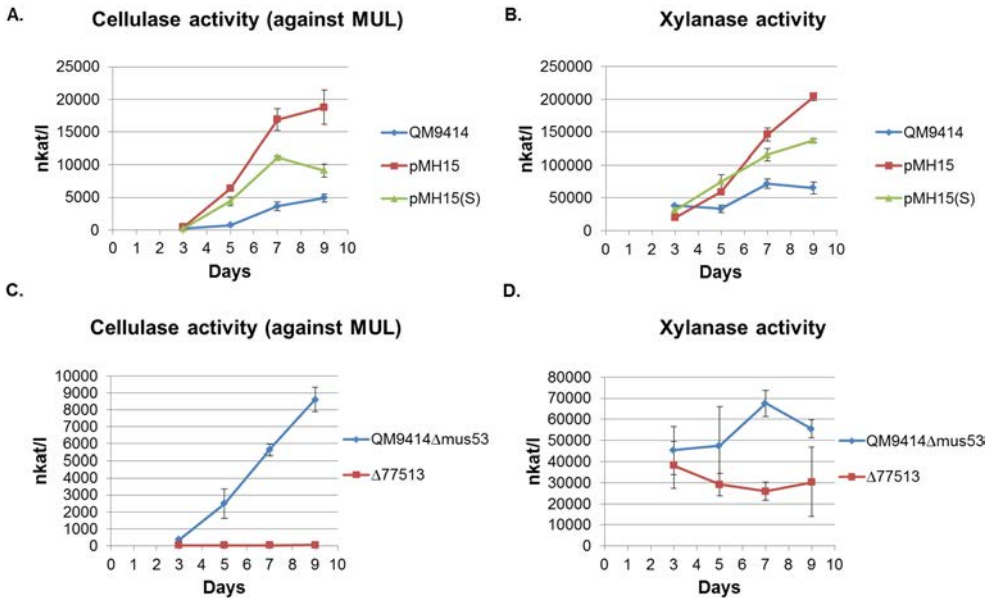 A.
Cellulase activity (against MUL)
25000
20000
15000
10000
5000
0
nkat/l
0 1 2 3 4 5 6 7 8 9 10
Days
QM9414
pMH15
pMH15(S)
B.
Xylanase activity
250000
200000
150000
100000
50000
0
nkat/l
0 1 2 3 4 5 6 7 8 9 10
Days
QM9414
pMH15
pMH15(S)
C.
Cellulase activity (against MUL)
10000
9000
8000
7000
6000
5000
4000
3000
2000
1000
0
nkat/l
0 1 2 3 4 5 6 7 8 9 10
Days
QM9414Δmus53
Δ77513
D.
Xylanase activity
80000
70000
60000
50000
40000
30000
20000
10000
0
nkat/l
0 1 2 3 4 5 6 7 8 9 10
Days
QM9414Δmus53
Δ77513